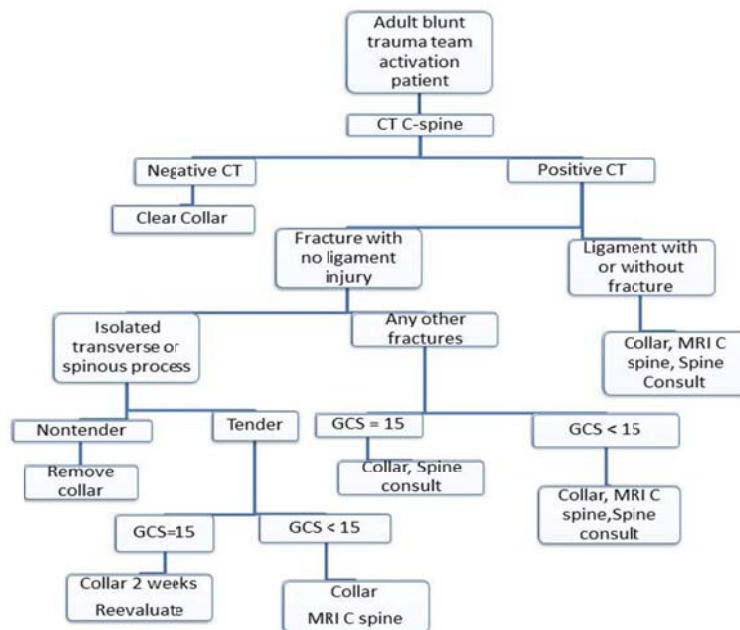 Adult blunt
trauma team
activation
patient
CT C-spine
Negative CT
Positive CT
Clear Collar
Fracture with
no ligament
injury
Ligament with
or without
fracture
Isolated
transverse or
spinous process
Any other
fractures
Collar, MRI C
spine, Spine
Consult
Nontender
Tender
GCS = 15
GCS < 15
Remove
collar
Collar, Spine
consult
Collar, MRI C
spine,Spine
consult
GCS=15
GCS < 15
Collar 2 weeks
Reevaluate
Collar
MRI C spine